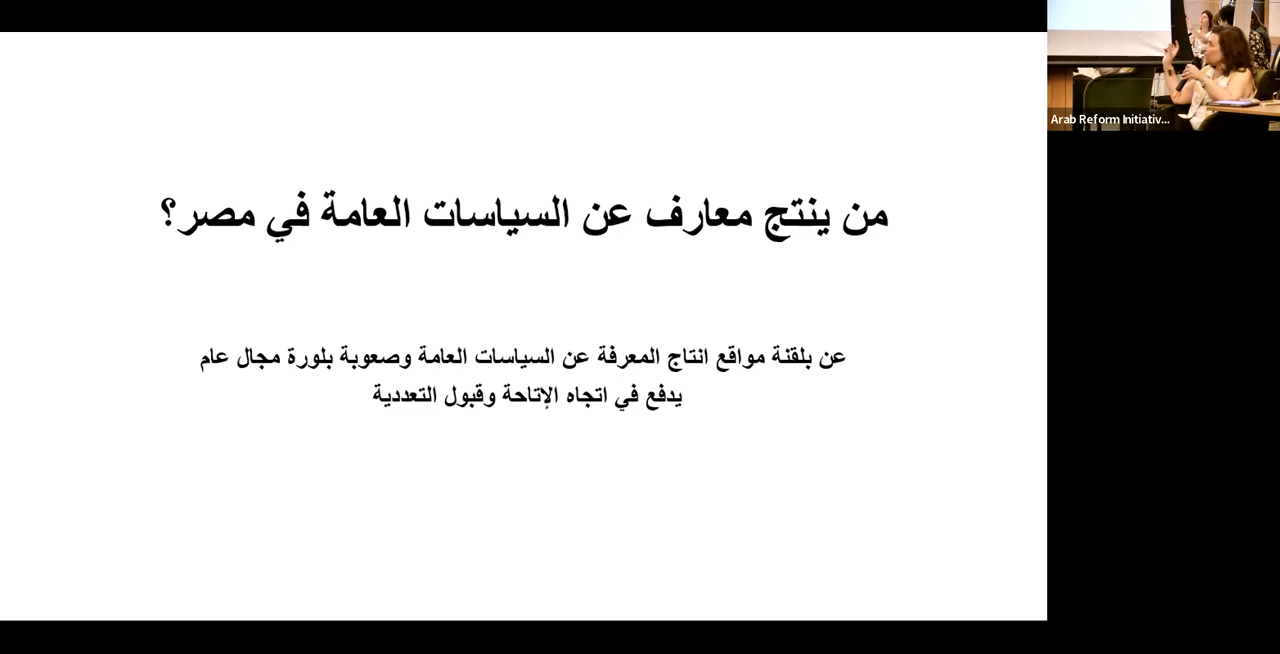 من ينتج معارف عن السياسات العامة في مصر؟
عن بلقنة مواقع انتاج المعرفة عن السياسات العامة وصعوبة بلورة مجال عام
يدفع في اتجاه الإتاحة وقبول التعددية
Arab Reform Initiativ...